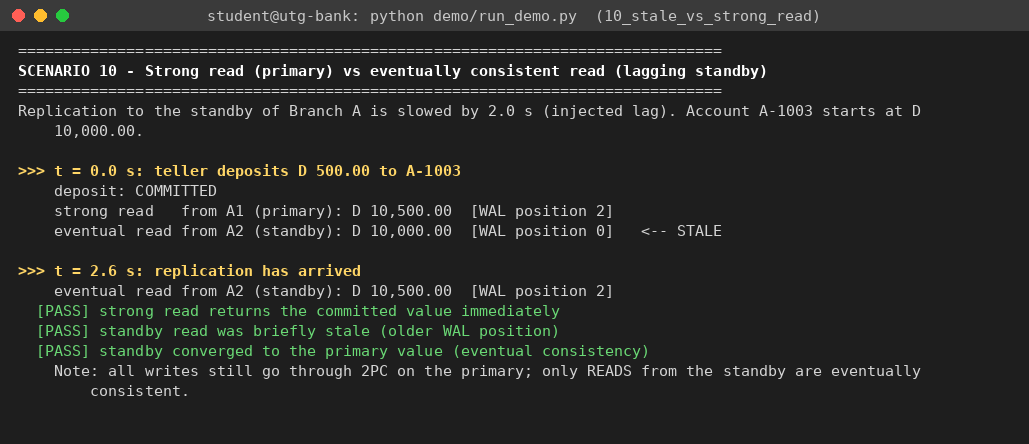 student@utg-bank: python demo/run_demo.py  (10_stale_vs_strong_read)
==============================================================================
SCENARIO 10 - Strong read (primary) vs eventually consistent read (lagging standby)
==============================================================================
Replication to the standby of Branch A is slowed by 2.0 s (injected lag). Account A-1003 starts at D
    10,000.00.
>>> t = 0.0 s: teller deposits D 500.00 to A-1003
    deposit: COMMITTED
    strong read   from A1 (primary): D 10,500.00  [WAL position 2]
    eventual read from A2 (standby): D 10,000.00  [WAL position 0]   <-- STALE
>>> t = 2.6 s: replication has arrived
    eventual read from A2 (standby): D 10,500.00  [WAL position 2]
  [PASS] strong read returns the committed value immediately
  [PASS] standby read was briefly stale (older WAL position)
  [PASS] standby converged to the primary value (eventual consistency)
    Note: all writes still go through 2PC on the primary; only READS from the standby are eventually
        consistent.